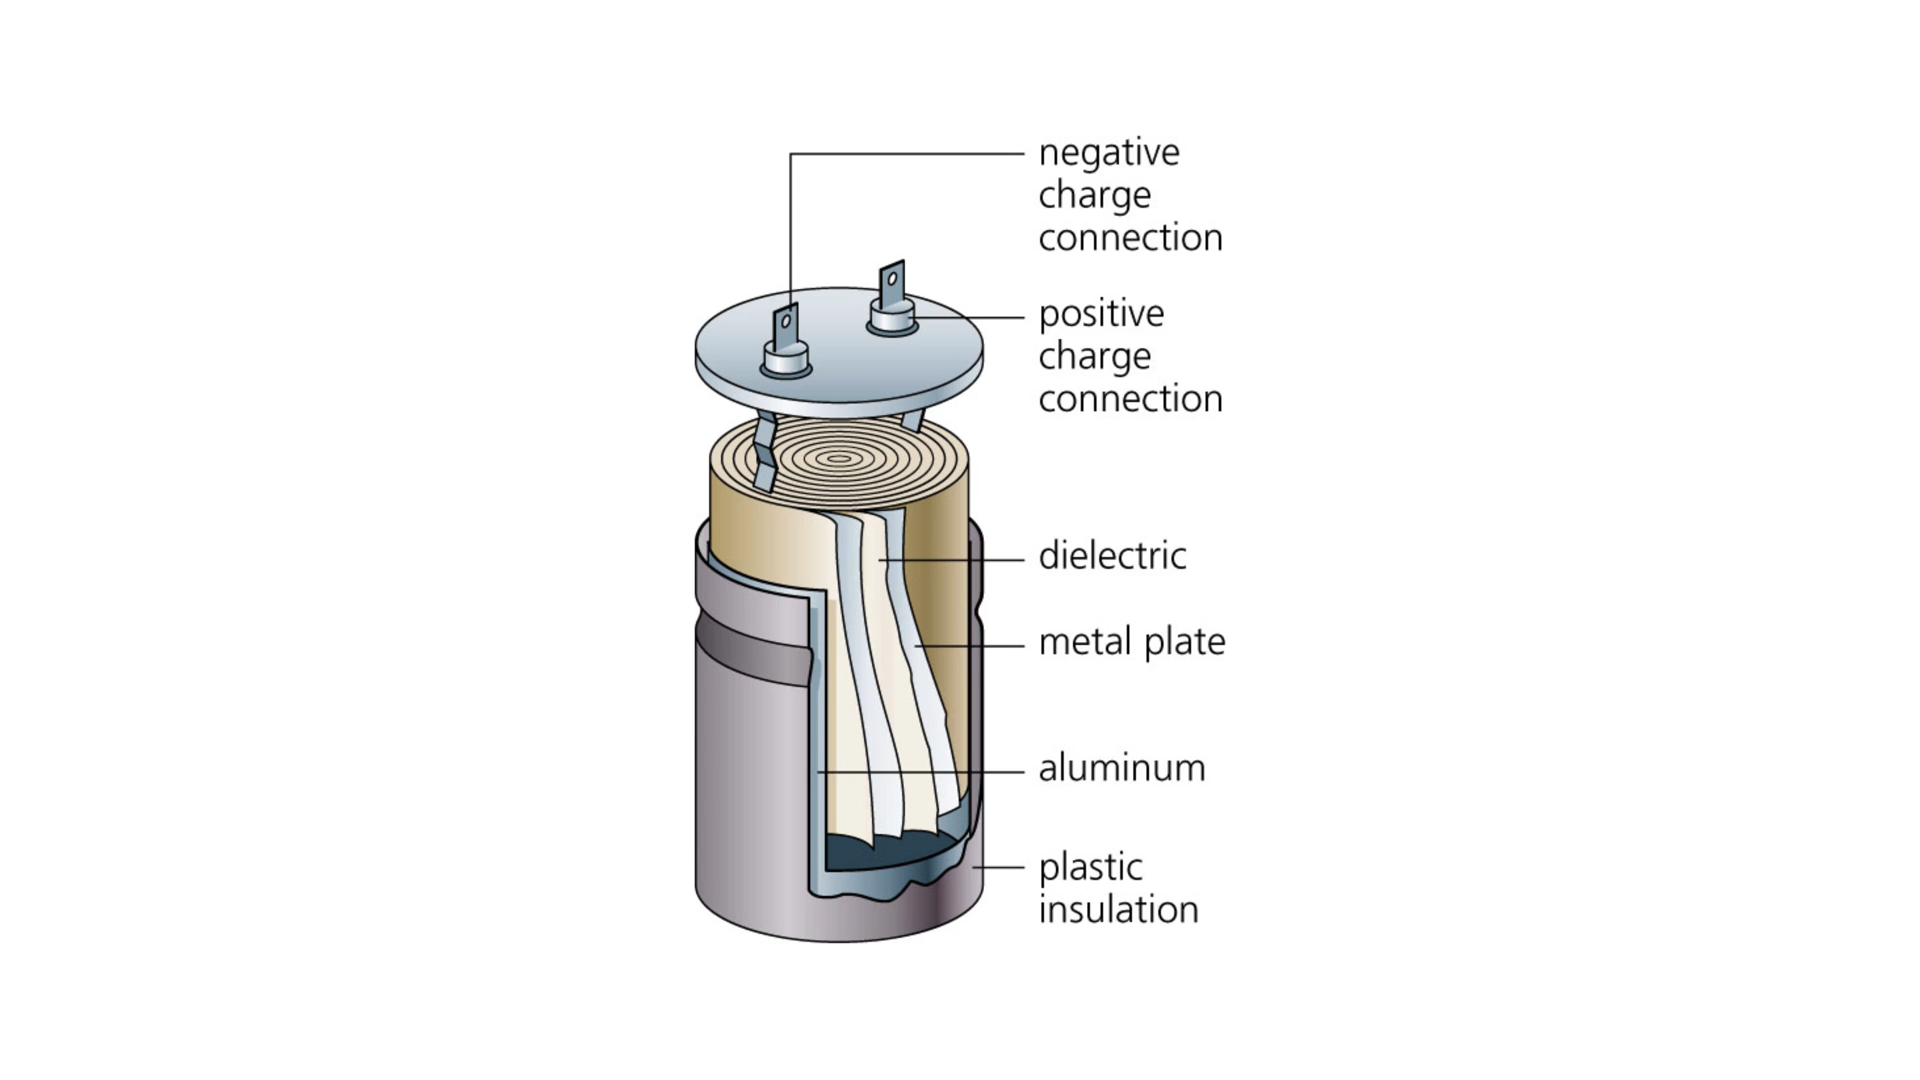 negative
charge
connection
positive
charge
connection
dielectric
metal plate
aluminum
plastic
insulation